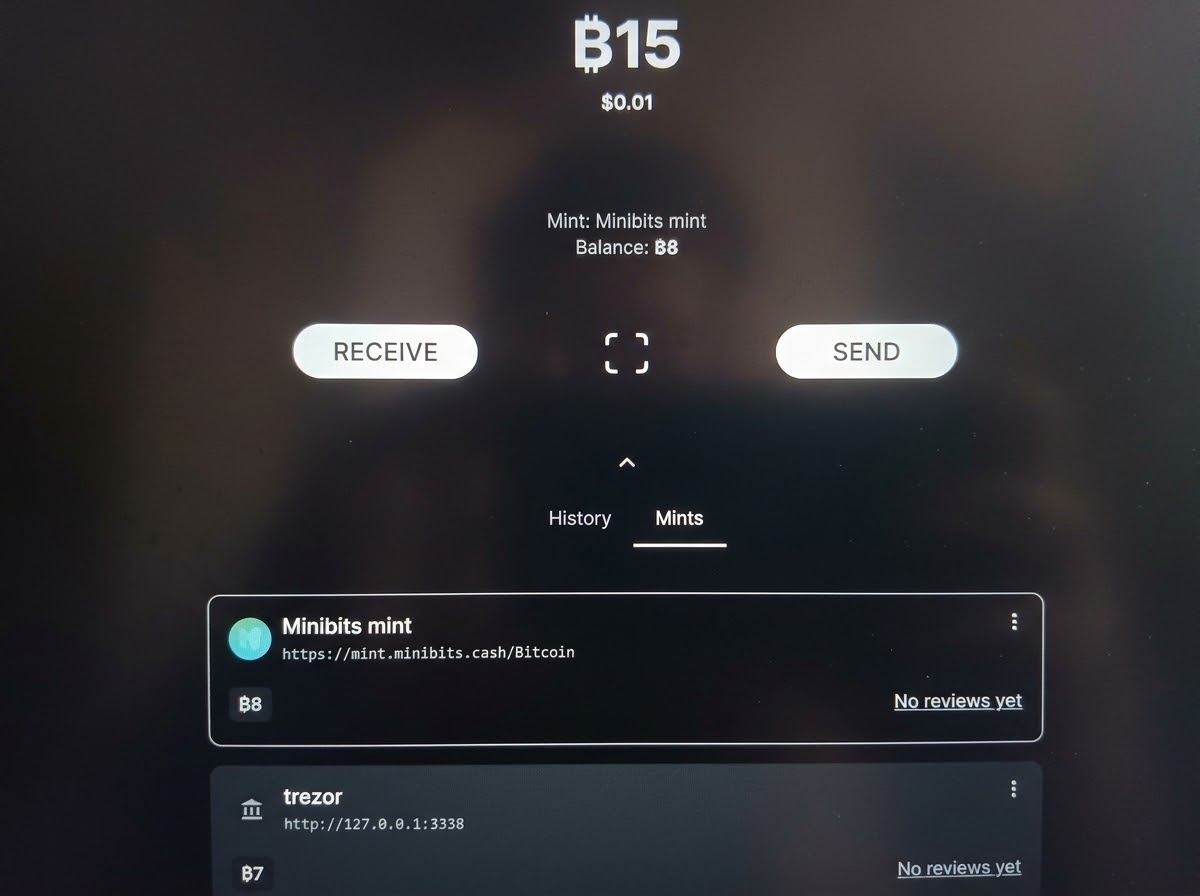 ₿15
$0.01
Mint: Minibits mint
Balance: ₿8
RECEIVE
SEND
History
Mints
Minibits mint
https://mint.minibits.cash/Bitcoin
₿8
No reviews yet
trezor
http://127.0.0.1:3338
₿7
No reviews yet